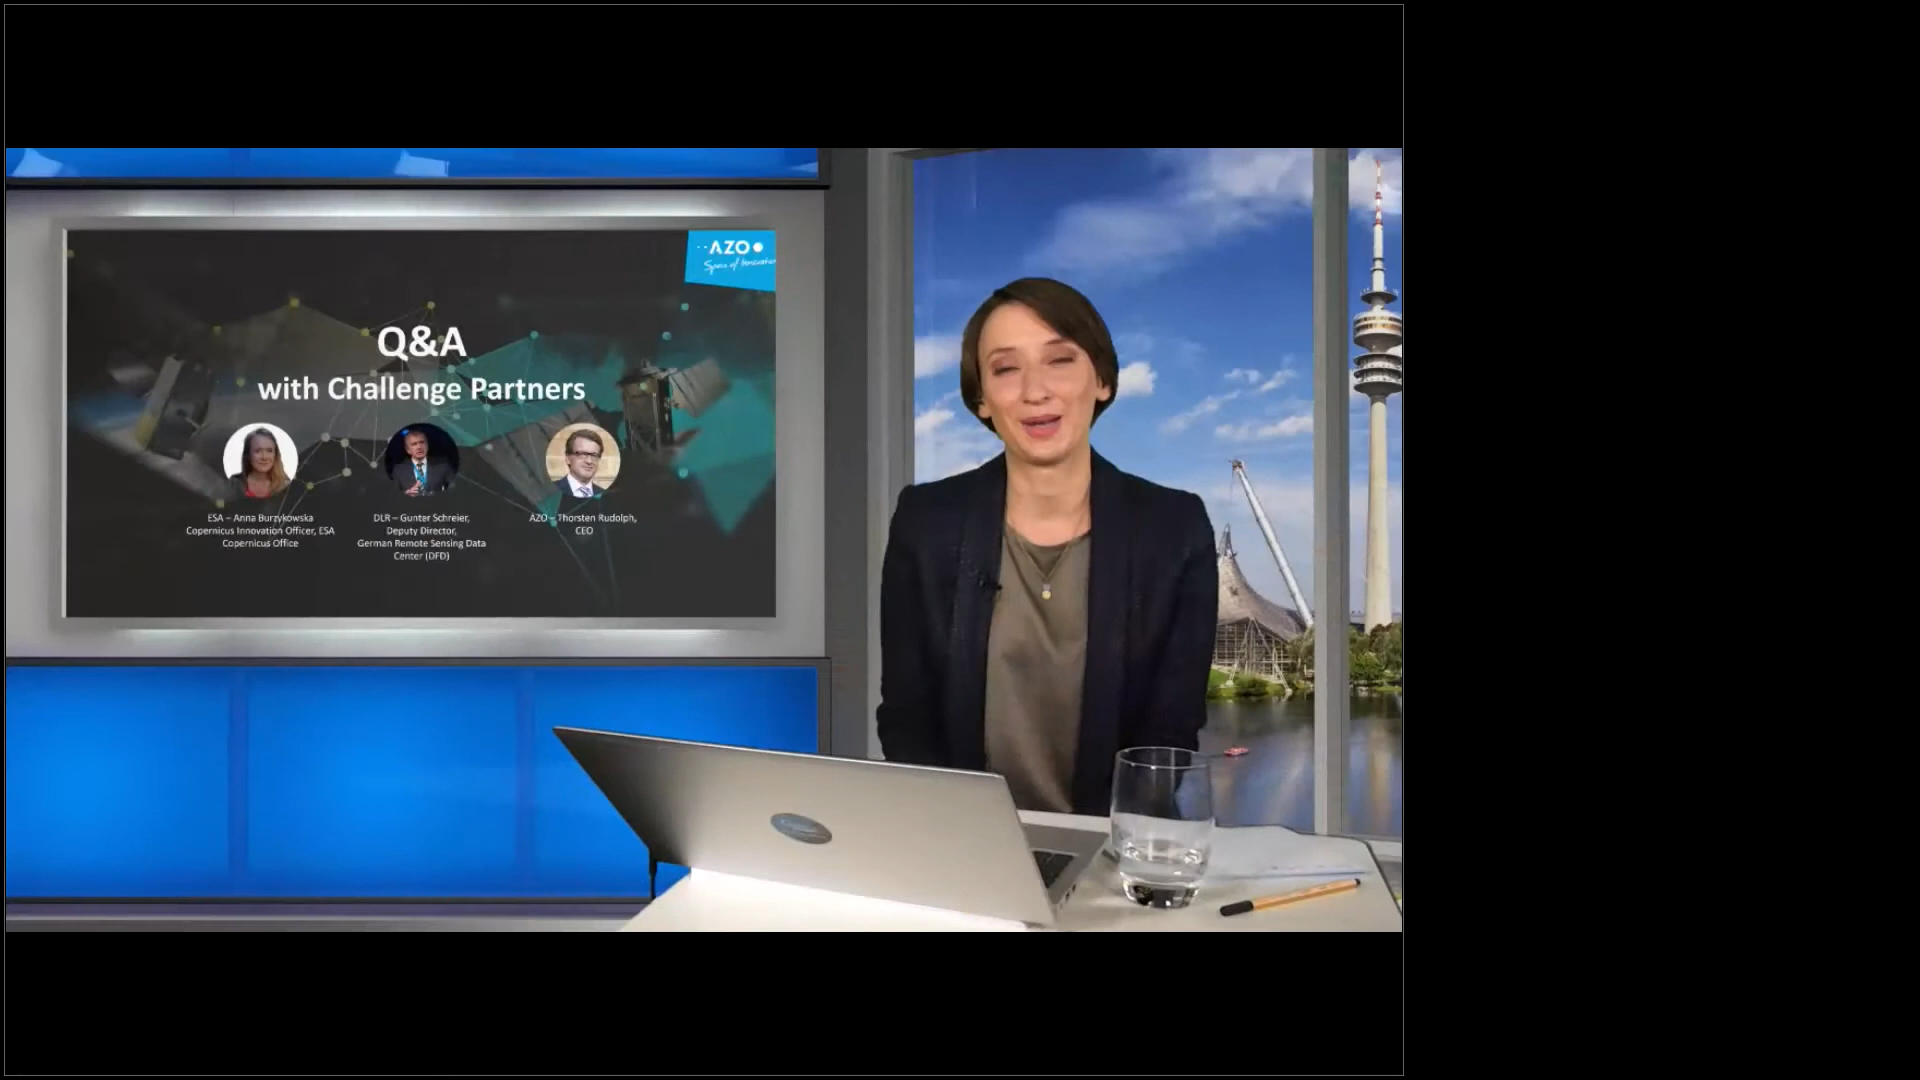 AZO
Space of Innovation
Q&A
with Challenge Partners
ESA – Anna Burzykowska
Copernicus Innovation Officer, ESA
Copernicus Office
DLR – Gunter Schreier,
Deputy Director,
German Remote Sensing Data
Center (DFD)
AZO – Thorsten Rudolph,
CEO